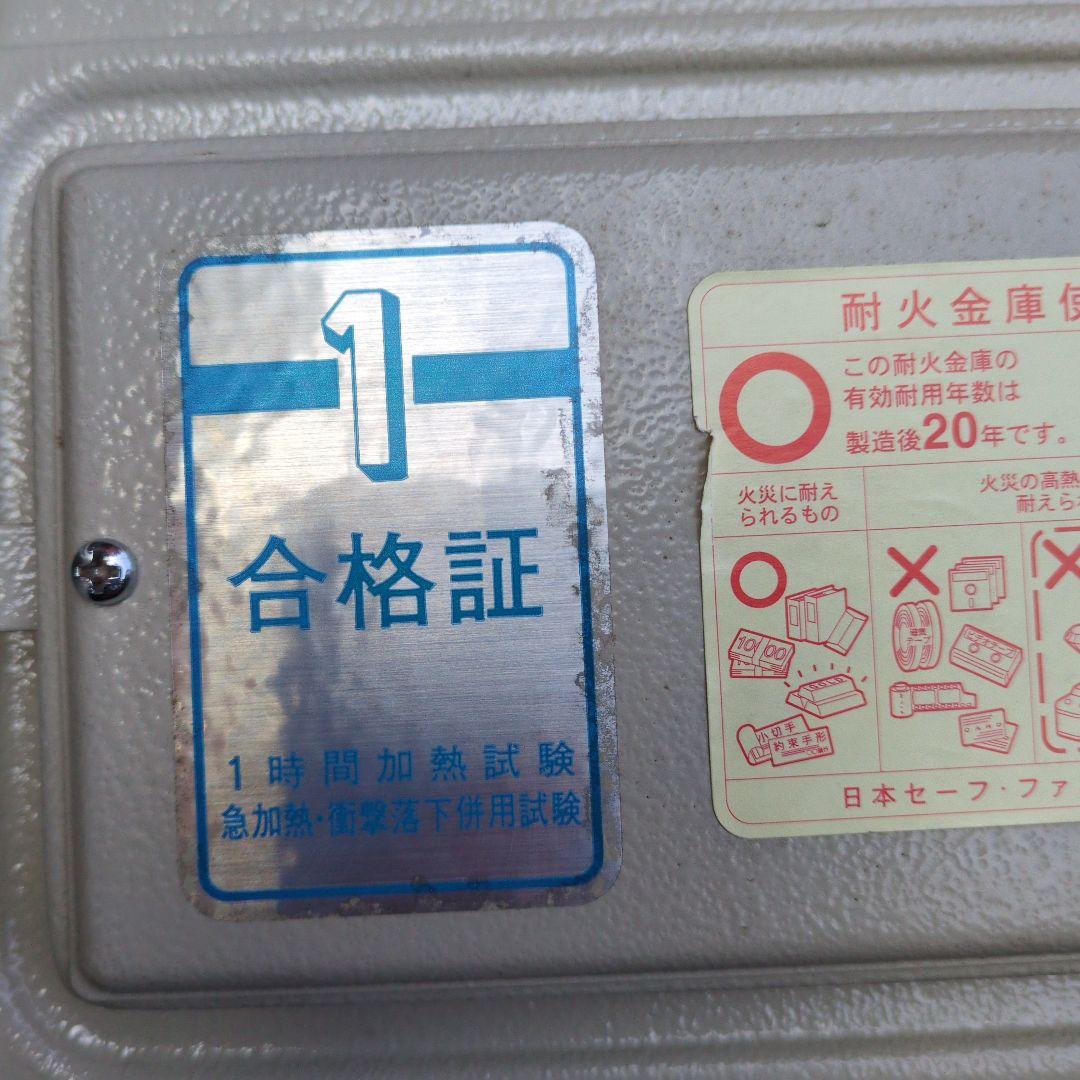 1
合格証
1時間加熱試験
急加熱・衝撃落下併用試験
耐火金庫使
この耐火金庫の
有効耐用年数は
製造後20年です。
火災に耐え
られるもの
火災の高熱
耐えら
小切手
約束手形
日本セーフ・ファ